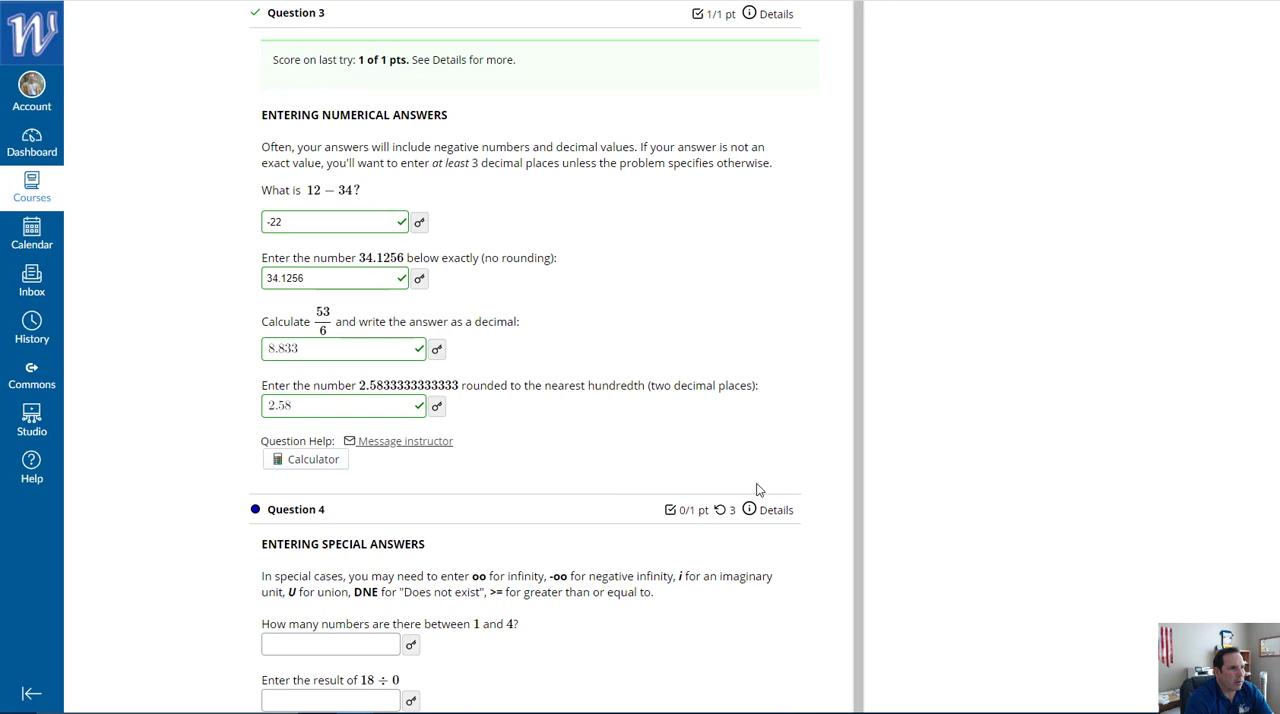 Question 3
1/1 pt Details
Score on last try: 1 of 1 pts. See Details for more.
ENTERING NUMERICAL ANSWERS
Often, your answers will include negative numbers and decimal values. If your answer is not an
exact value, you'll want to enter at least 3 decimal places unless the problem specifies otherwise.
What is 12 − 34?
-22
Enter the number 34.1256 below exactly (no rounding):
34.1256
Calculate 53/6 and write the answer as a decimal:
8.833
Enter the number 2.5833333333333 rounded to the nearest hundredth (two decimal places):
2.58
Question Help: Message instructor
Calculator
Question 4
0/1 pt 3 Details
ENTERING SPECIAL ANSWERS
In special cases, you may need to enter oo for infinity, -oo for negative infinity, i for an imaginary
unit, U for union, DNE for "Does not exist", >= for greater than or equal to.
How many numbers are there between 1 and 4?
Enter the result of 18 ÷ 0
W
Account
Dashboard
Courses
Calendar
Inbox
History
Commons
Studio
Help